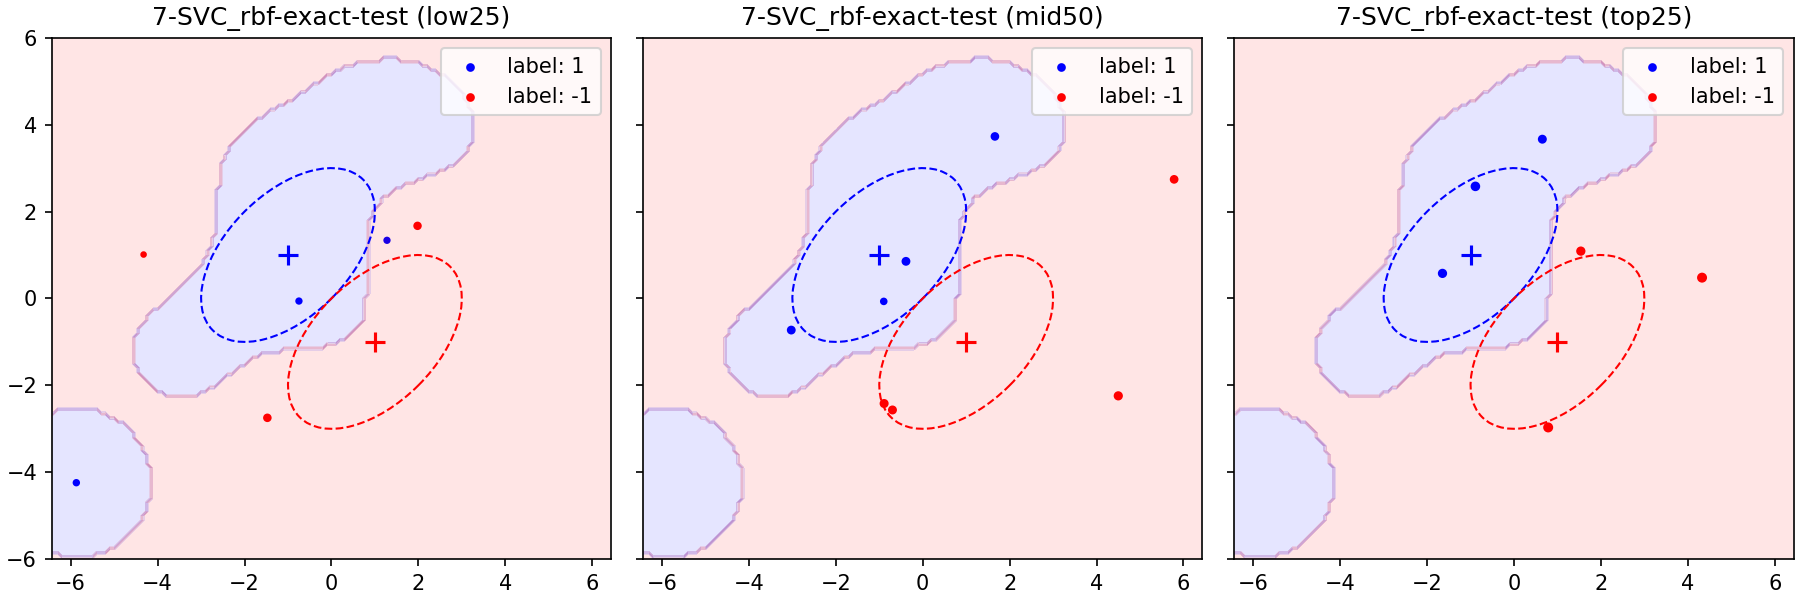 7-SVC_rbf-exact-test (low25)
7-SVC_rbf-exact-test (mid50)
7-SVC_rbf-exact-test (top25)
label: 1
label: -1
label: 1
label: -1
label: 1
label: -1
6
4
2
0
−2
−4
−6
−6 −4 −2 0 2 4 6
−6 −4 −2 0 2 4 6
−6 −4 −2 0 2 4 6